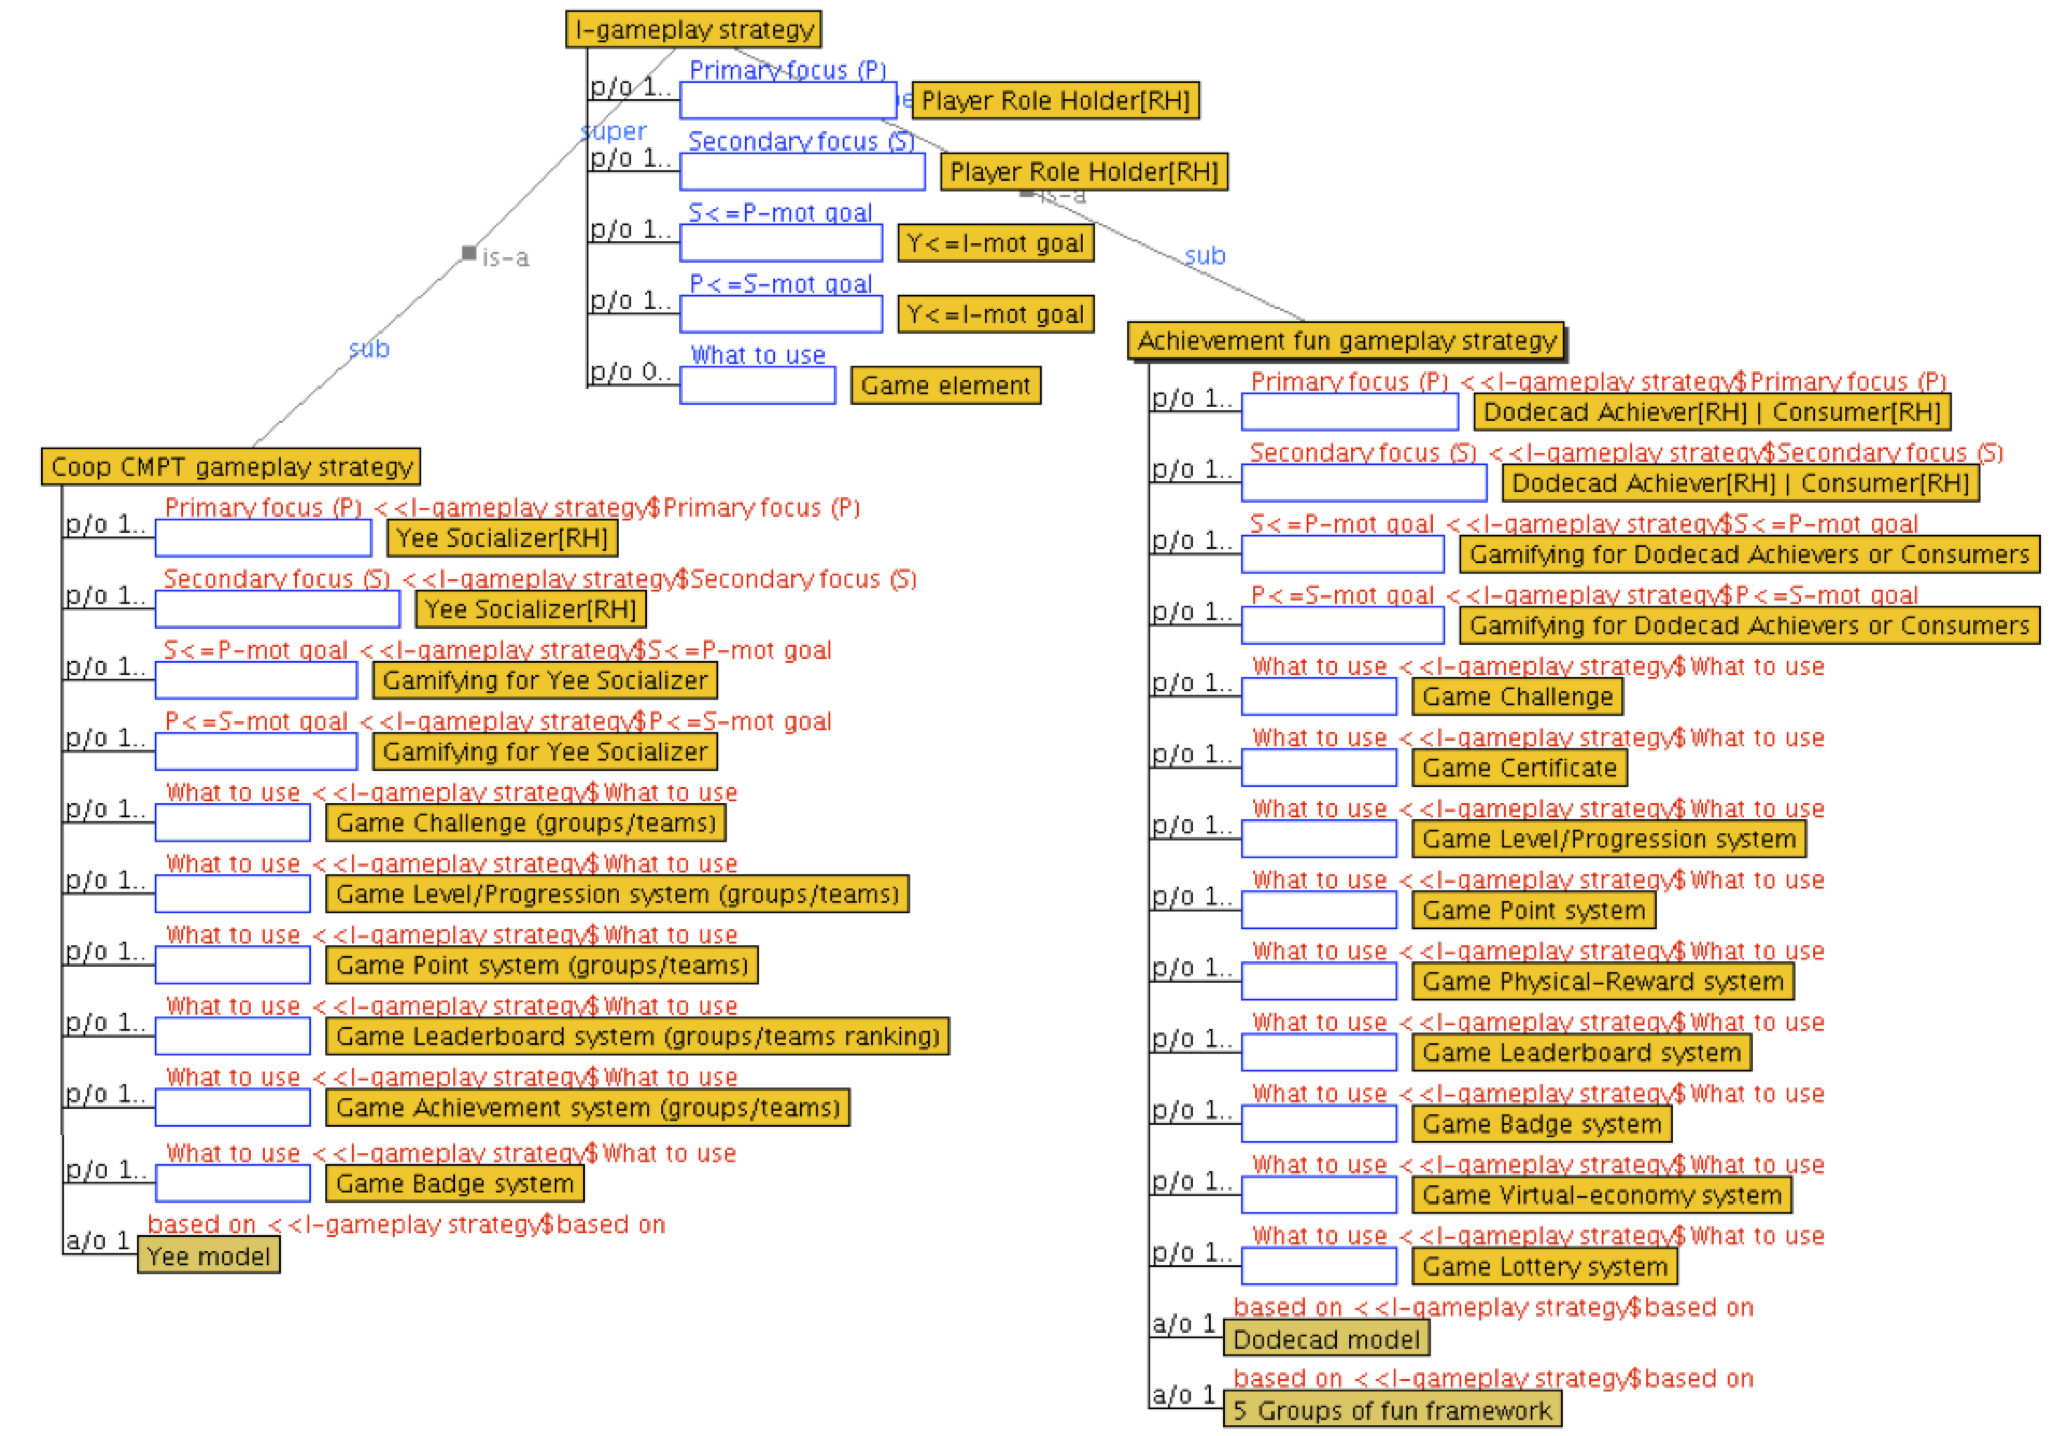 I-gameplay strategy
p/o 1.. Primary focus (P)
Player Role Holder[RH]
super
p/o 1.. Secondary focus (S)
Player Role Holder[RH]
is-a
p/o 1.. S<=P-mot goal
Y<=I-mot goal
is-a
sub
p/o 1.. P<=S-mot goal
Y<=I-mot goal
sub
p/o 0.. What to use
Game element
Coop CMPT gameplay strategy
p/o 1.. Primary focus (P) <<I-gameplay strategy$Primary focus (P)
Yee Socializer[RH]
p/o 1.. Secondary focus (S) <<I-gameplay strategy$Secondary focus (S)
Yee Socializer[RH]
p/o 1.. S<=P-mot goal <<I-gameplay strategy$S<=P-mot goal
Gamifying for Yee Socializer
p/o 1.. P<=S-mot goal <<I-gameplay strategy$P<=S-mot goal
Gamifying for Yee Socializer
p/o 1.. What to use <<I-gameplay strategy$What to use
Game Challenge (groups/teams)
p/o 1.. What to use <<I-gameplay strategy$What to use
Game Level/Progression system (groups/teams)
p/o 1.. What to use <<I-gameplay strategy$What to use
Game Point system (groups/teams)
p/o 1.. What to use <<I-gameplay strategy$What to use
Game Leaderboard system (groups/teams ranking)
p/o 1.. What to use <<I-gameplay strategy$What to use
Game Achievement system (groups/teams)
p/o 1.. What to use <<I-gameplay strategy$What to use
Game Badge system
a/o 1 based on <<I-gameplay strategy$based on
Yee model
Achievement fun gameplay strategy
p/o 1.. Primary focus (P) <<I-gameplay strategy$Primary focus (P)
Dodecad Achiever[RH] | Consumer[RH]
p/o 1.. Secondary focus (S) <<I-gameplay strategy$Secondary focus (S)
Dodecad Achiever[RH] | Consumer[RH]
p/o 1.. S<=P-mot goal <<I-gameplay strategy$S<=P-mot goal
Gamifying for Dodecad Achievers or Consumers
p/o 1.. P<=S-mot goal <<I-gameplay strategy$P<=S-mot goal
Gamifying for Dodecad Achievers or Consumers
p/o 1.. What to use <<I-gameplay strategy$What to use
Game Challenge
p/o 1.. What to use <<I-gameplay strategy$What to use
Game Certificate
p/o 1.. What to use <<I-gameplay strategy$What to use
Game Level/Progression system
p/o 1.. What to use <<I-gameplay strategy$What to use
Game Point system
p/o 1.. What to use <<I-gameplay strategy$What to use
Game Physical-Reward system
p/o 1.. What to use <<I-gameplay strategy$What to use
Game Leaderboard system
p/o 1.. What to use <<I-gameplay strategy$What to use
Game Badge system
p/o 1.. What to use <<I-gameplay strategy$What to use
Game Virtual-economy system
p/o 1.. What to use <<I-gameplay strategy$What to use
Game Lottery system
a/o 1 based on <<I-gameplay strategy$based on
Dodecad model
a/o 1 based on <<I-gameplay strategy$based on
5 Groups of fun framework